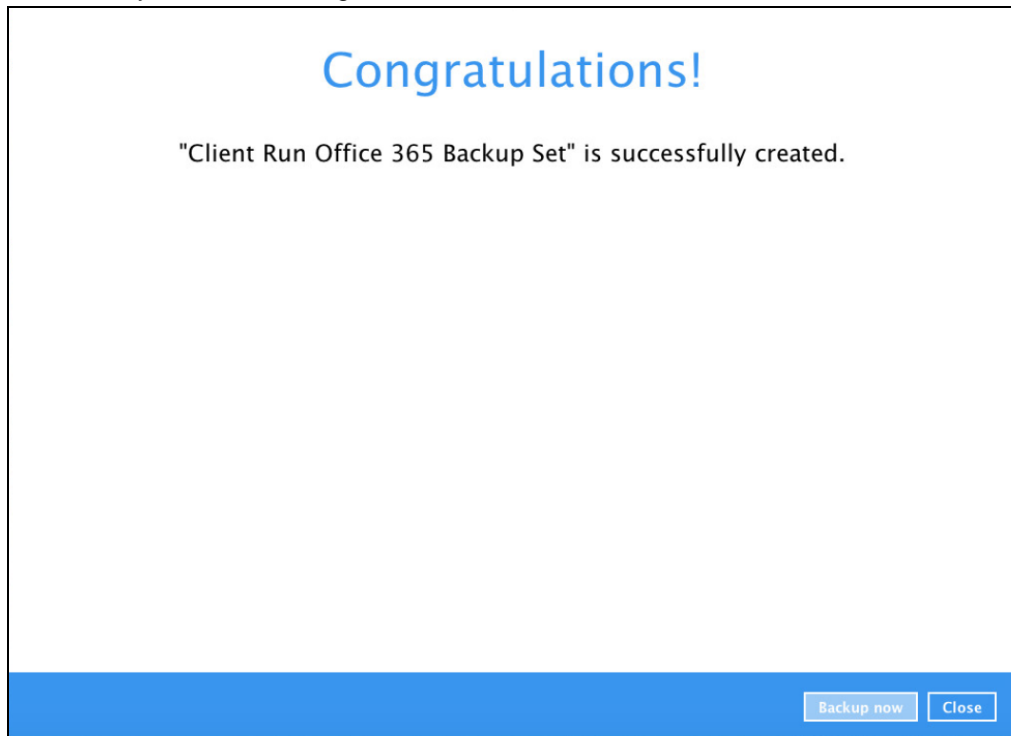 Congratulations!
"Client Run Office 365 Backup Set" is successfully created.
Backup now
Close